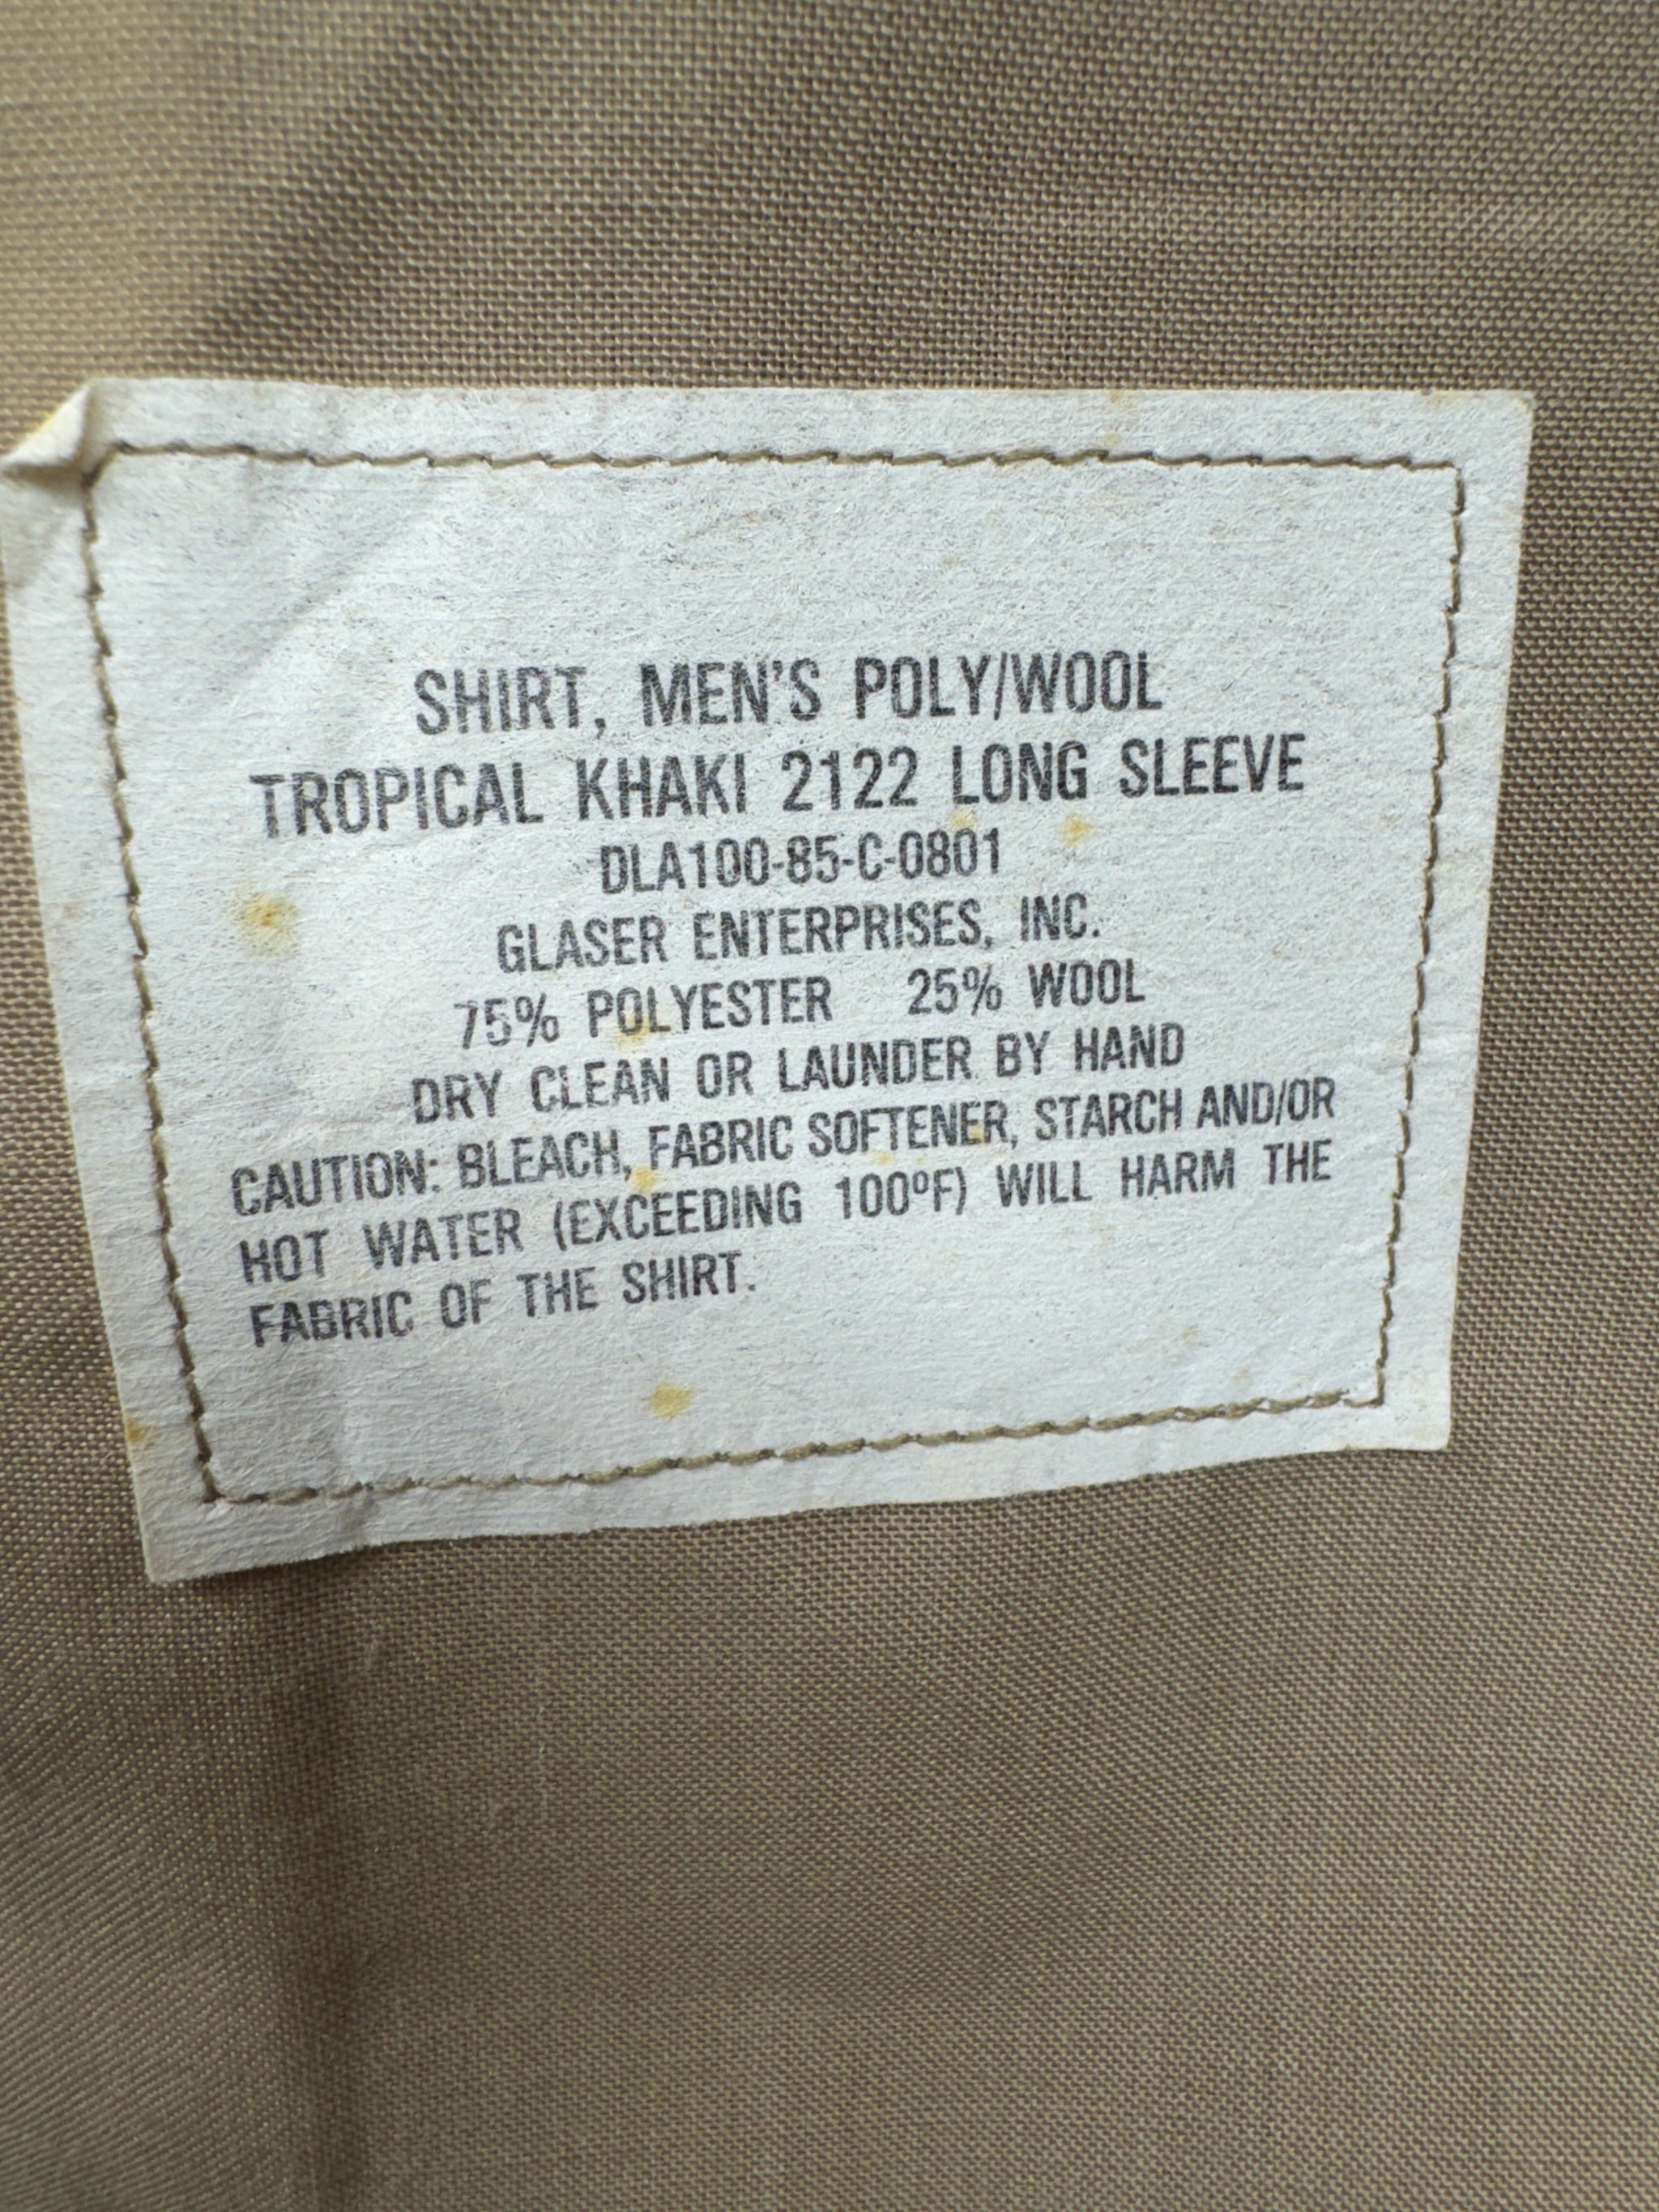 SHIRT, MEN'S POLY/WOOL
TROPICAL KHAKI 2122 LONG SLEEVE
DLA100-85-C-0801
GLASER ENTERPRISES, INC.
75% POLYESTER 25% WOOL
DRY CLEAN OR LAUNDER BY HAND
CAUTION: BLEACH, FABRIC SOFTENER, STARCH AND/OR
HOT WATER (EXCEEDING 100ºF) WILL HARM THE
FABRIC OF THE SHIRT.